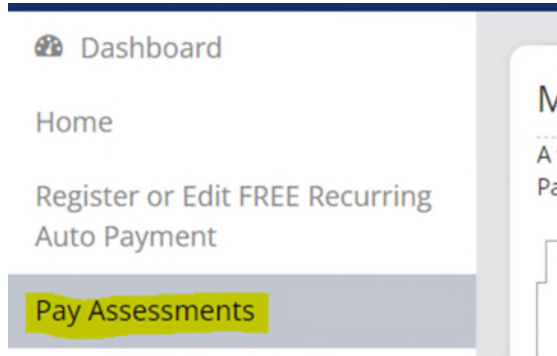 Dashboard
Home
Register or Edit FREE Recurring
Auto Payment
Pay Assessments
A